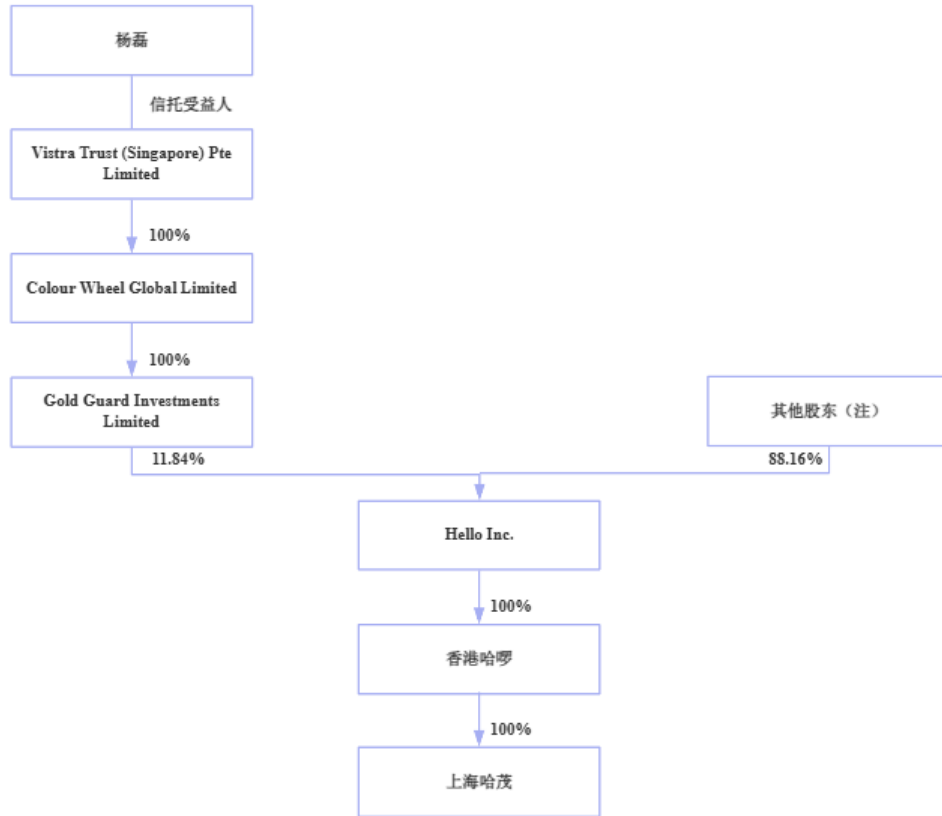 杨磊
信托受益人
Vistra Trust (Singapore) Pte
Limited
100%
Colour Wheel Global Limited
100%
Gold Guard Investments
Limited
其他股东（注）
11.84%
88.16%
Hello Inc.
100%
香港哈啰
100%
上海哈茂